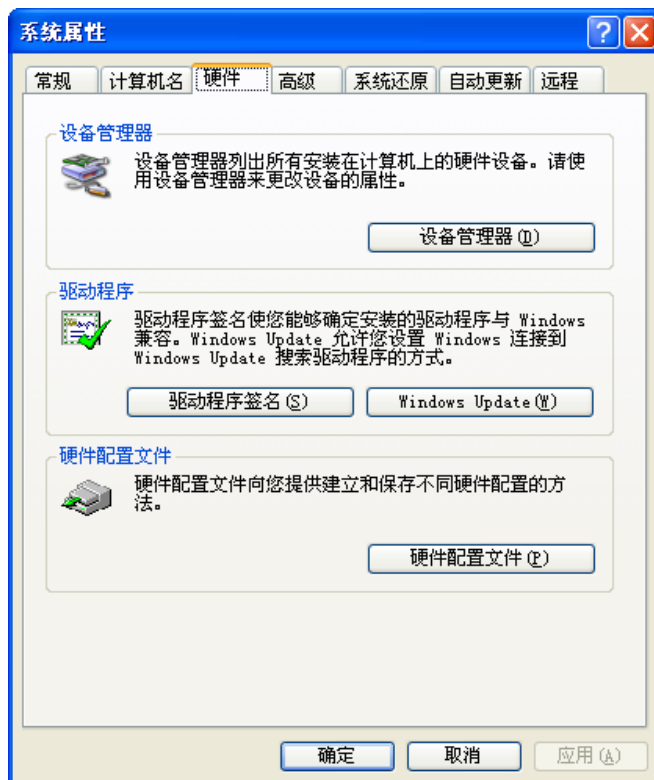 系统属性
常规 计算机名 硬件 高级 系统还原 自动更新 远程
设备管理器
设备管理器列出所有安装在计算机上的硬件设备。请使
用设备管理器来更改设备的属性。
设备管理器(D)
驱动程序
驱动程序签名使您能够确定安装的驱动程序与 Windows
兼容。Windows Update 允许您设置 Windows 连接到
Windows Update 搜索驱动程序的方式。
驱动程序签名(S) Windows Update(W)
硬件配置文件
硬件配置文件向您提供建立和保存不同硬件配置的方
法。
硬件配置文件(P)
确定 取消 应用(A)